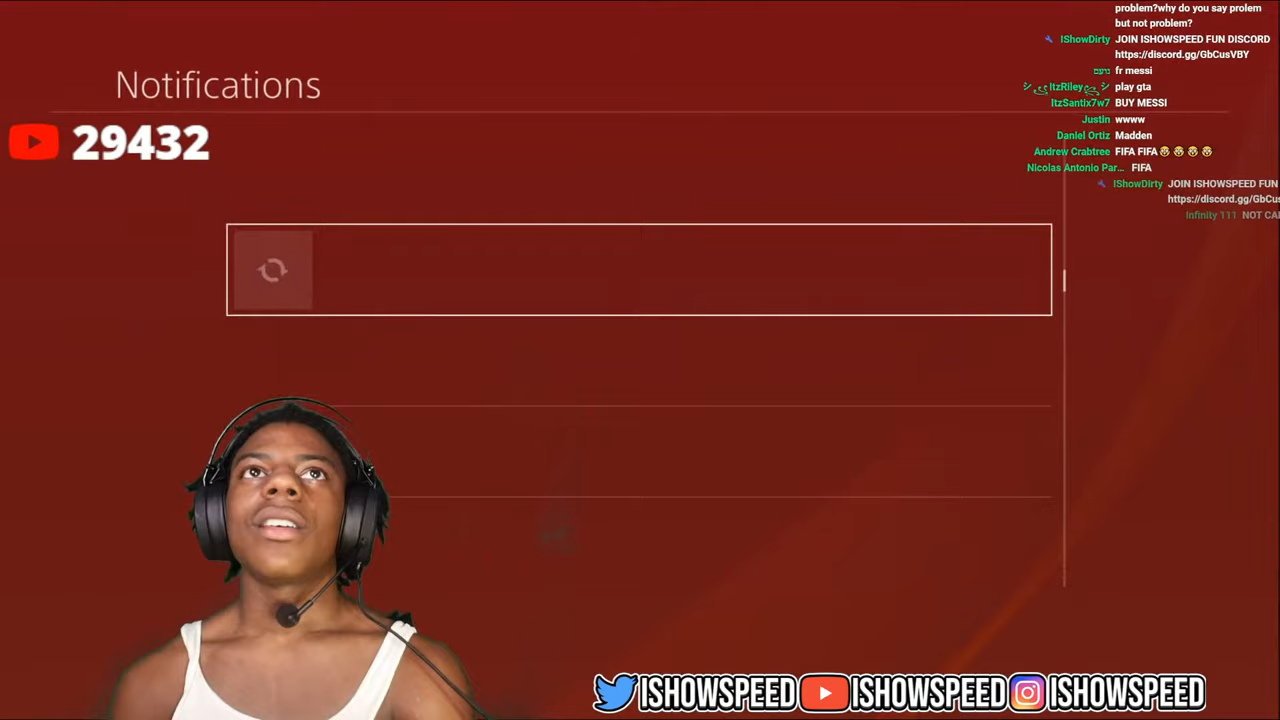 Notifications
29432
problem?why do you say prolem
but not problem?
IShowDirty JOIN ISHOWSPEED FUN DISCORD
https://discord.gg/GbCusVBY
נועם fr messi
ItzRiley play gta
ItzSantix7w7 BUY MESSI
Justin wwww
Daniel Ortiz Madden
Andrew Crabtree FIFA FIFA😹😹😹😹
Nicolas Antonio Par... FIFA
IShowDirty JOIN ISHOWSPEED FUN
https://discord.gg/GbCus
Infinity 111 NOT CA
ISHOWSPEED ISHOWSPEED ISHOWSPEED